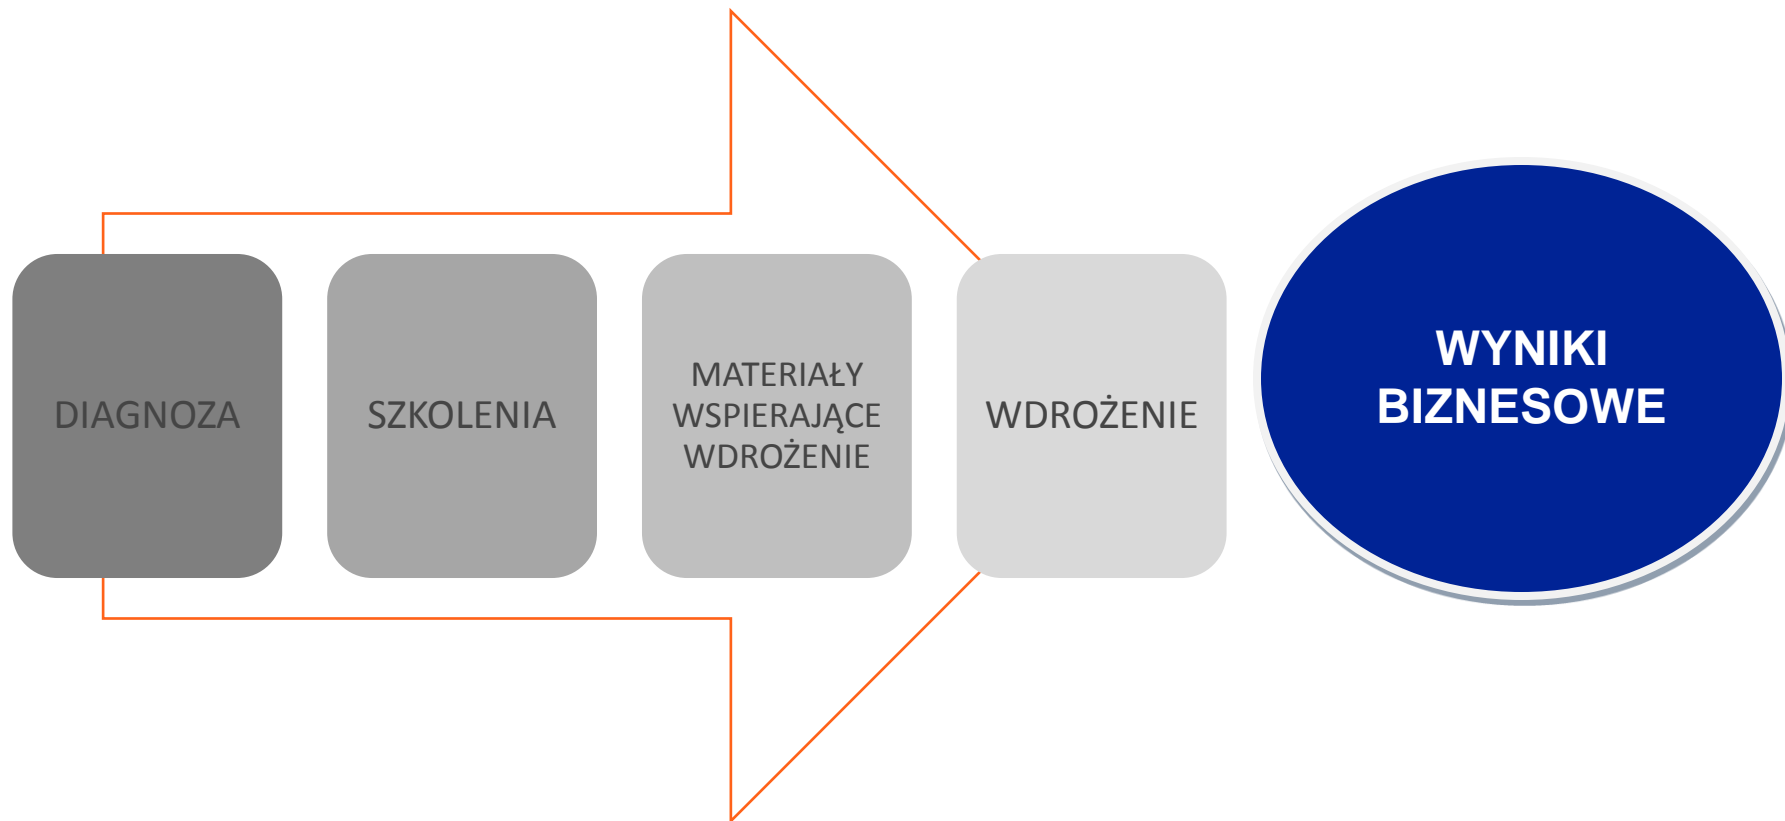 DIAGNOZA
SZKOLENIA
MATERIAŁY
WSPIERAJĄCE
WDROŻENIE
WDROŻENIE
WYNIKI
BIZNESOWE